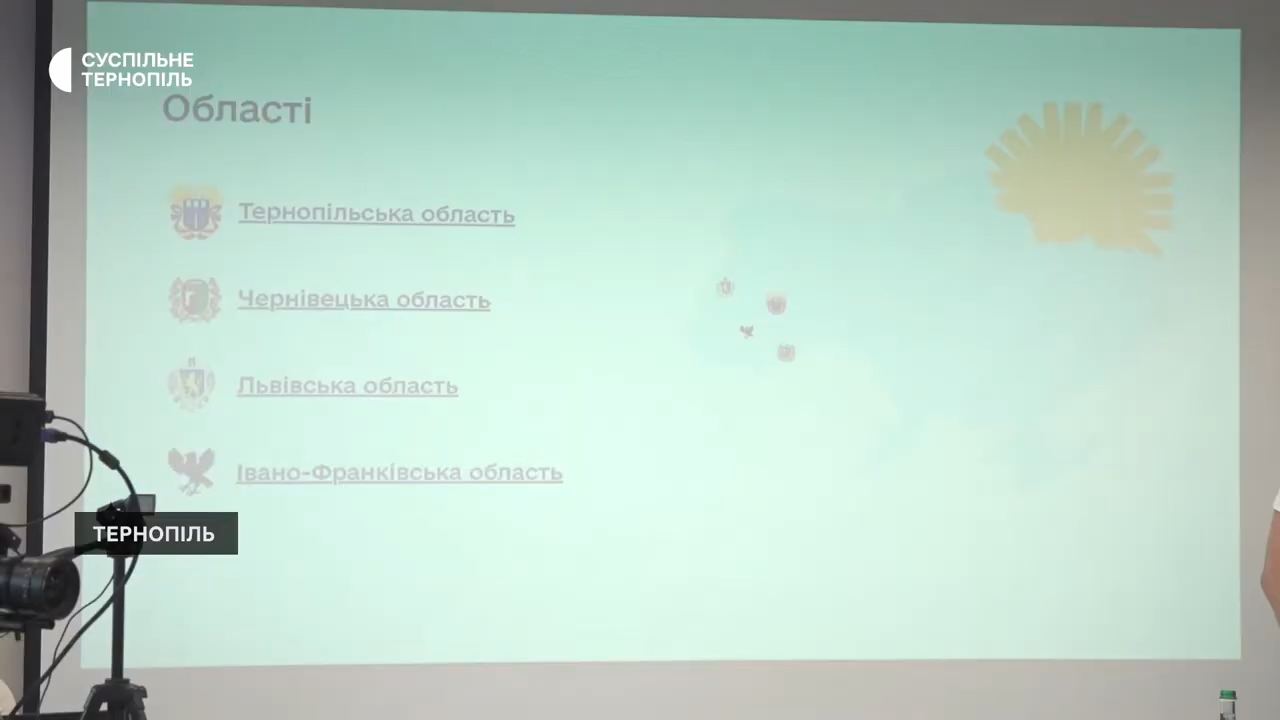 СУСПІЛЬНЕ
ТЕРНОПІЛЬ
Області
Тернопільська область
Чернівецька область
Львівська область
Івано-Франківська область
ТЕРНОПІЛЬ